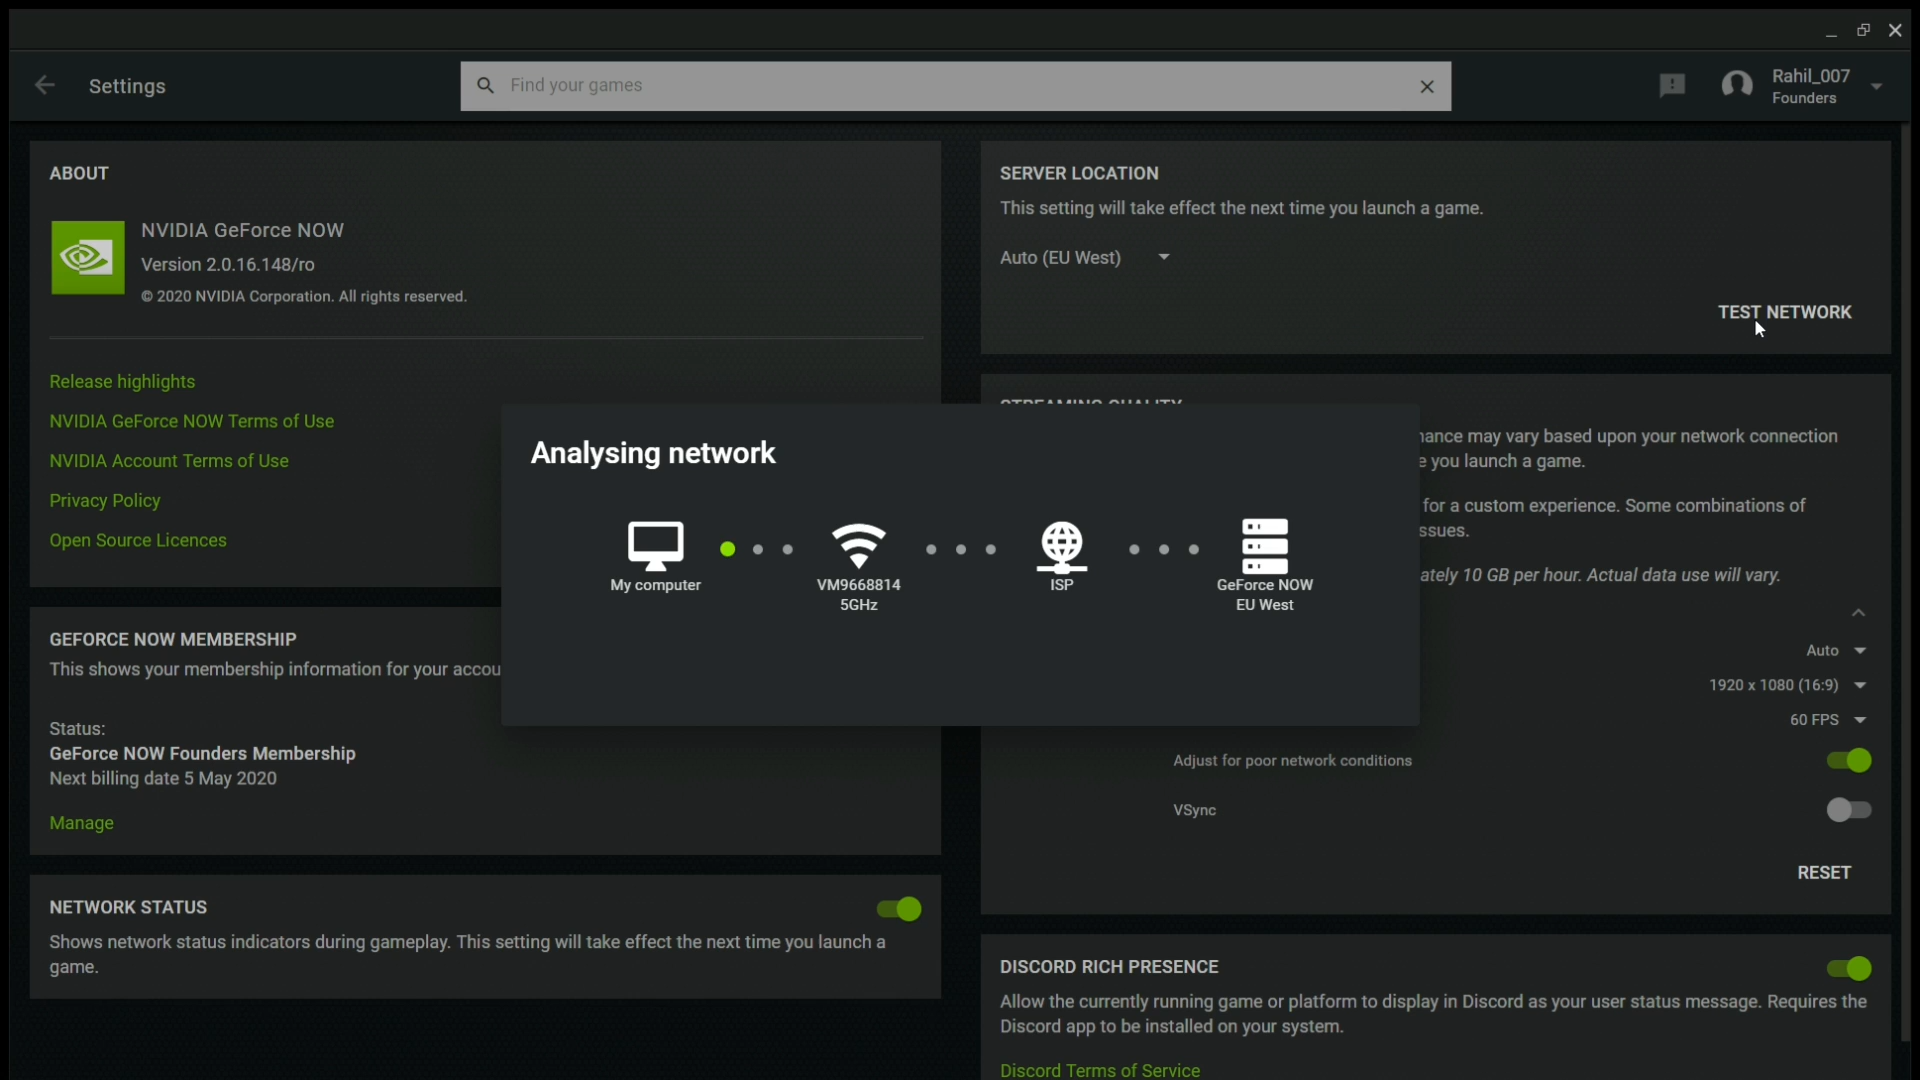 Settings
Find your games
Rahil_007
Founders
ABOUT
NVIDIA GeForce NOW
Version 2.0.16.148/ro
© 2020 NVIDIA Corporation. All rights reserved.
Release highlights
NVIDIA GeForce NOW Terms of Use
NVIDIA Account Terms of Use
Privacy Policy
Open Source Licences
GEFORCE NOW MEMBERSHIP
This shows your membership information for your accou
Status:
GeForce NOW Founders Membership
Next billing date 5 May 2020
Manage
NETWORK STATUS
Shows network status indicators during gameplay. This setting will take effect the next time you launch a
game.
SERVER LOCATION
This setting will take effect the next time you launch a game.
Auto (EU West)
TEST NETWORK
STREAMING QUALITY
ance may vary based upon your network connection
e you launch a game.
for a custom experience. Some combinations of
ssues.
ately 10 GB per hour. Actual data use will vary.
Auto
1920 x 1080 (16:9)
60 FPS
Adjust for poor network conditions
VSync
RESET
DISCORD RICH PRESENCE
Allow the currently running game or platform to display in Discord as your user status message. Requires the
Discord app to be installed on your system.
Discord Terms of Service
Analysing network
My computer
VM9668814
5GHz
ISP
GeForce NOW
EU West